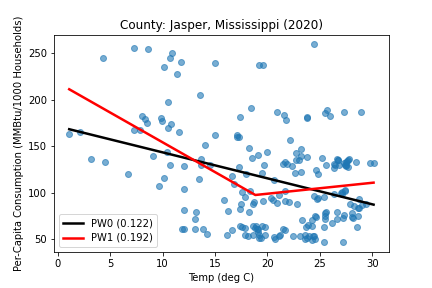 County: Jasper, Mississippi (2020)
Per-Capita Consumption (MMBtu/1000 Households)
250
200
150
100
50
PW0 (0.122)
PW1 (0.192)
0 5 10 15 20 25 30
Temp (deg C)